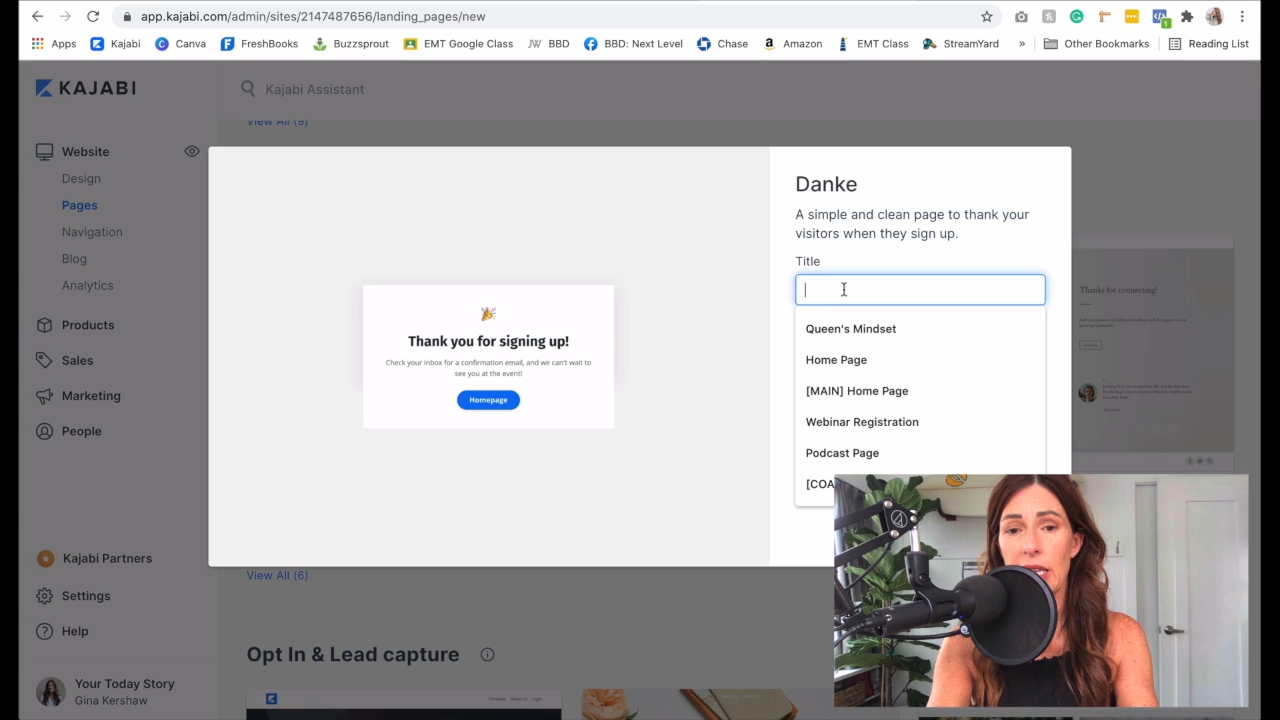 app.kajabi.com/admin/sites/2147487656/landing_pages/new
1
Apps
Kajabi
Canva
FreshBooks
Buzzsprout
EMT Google Class
BBD
BBD: Next Level
Chase
Amazon
EMT Class
StreamYard
»
Other Bookmarks
Reading List
KAJABI
Kajabi Assistant
View All (9)
Website
Design
Pages
Navigation
Blog
Analytics
Products
Sales
Marketing
People
Kajabi Partners
Settings
Help
Your Today Story
Gina Kershaw
Thank you for signing up!
Check your inbox for a confirmation email, and we can't wait to
see you at the event!
Homepage
Danke
A simple and clean page to thank your
visitors when they sign up.
Title
Queen's Mindset
Home Page
[MAIN] Home Page
Webinar Registration
Podcast Page
[COA
Thanks for connecting!
View All (6)
Opt In & Lead capture